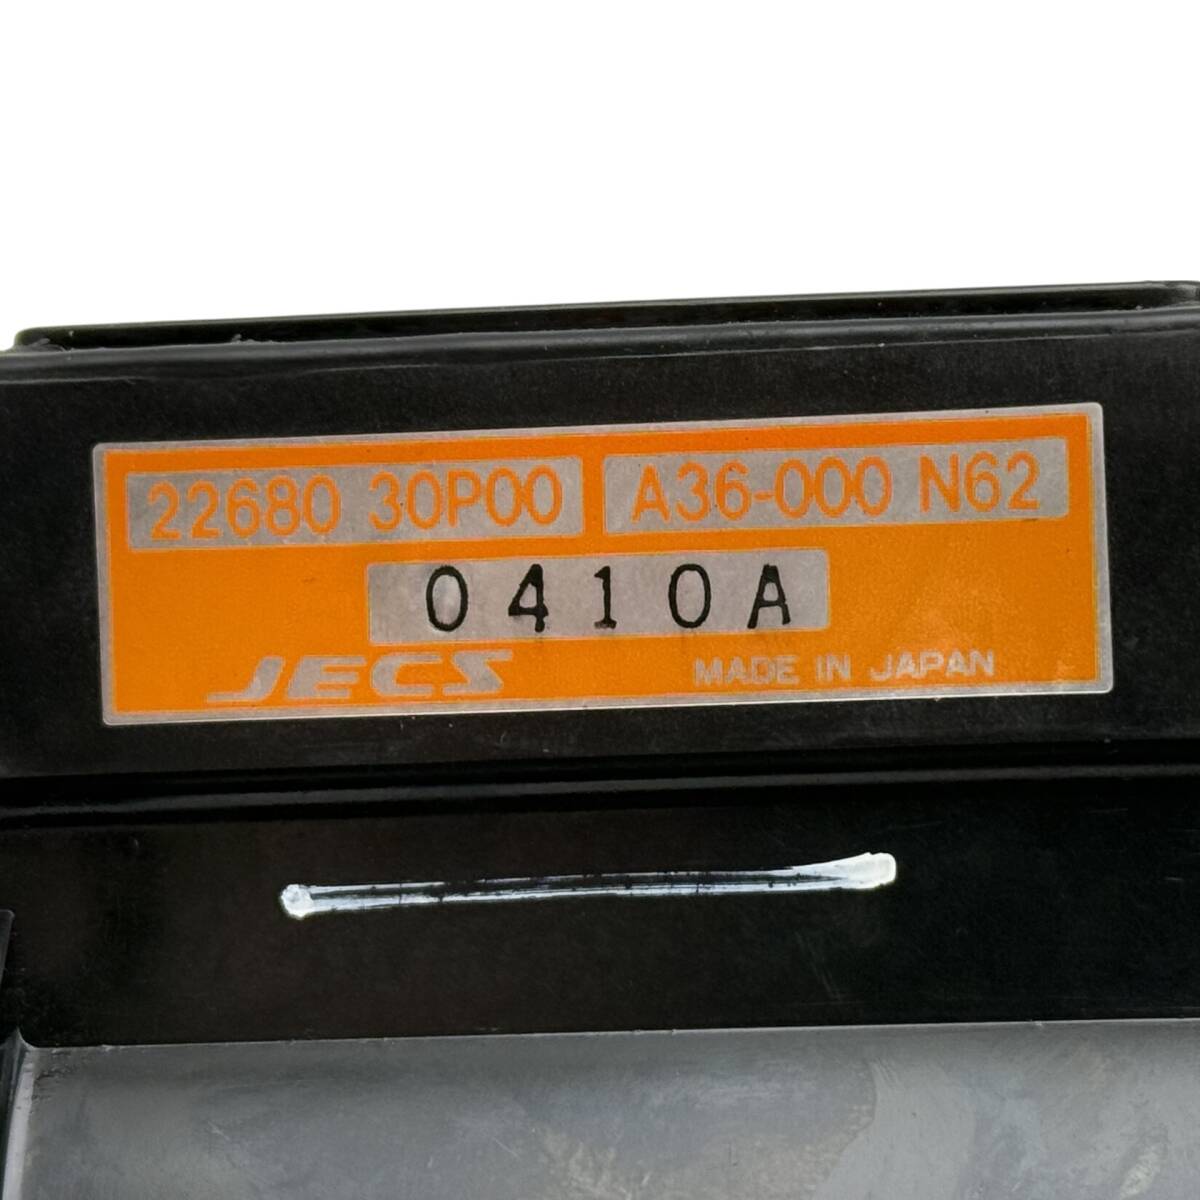 22680 30P00 A36-000 N62
0410A
JECS MADE IN JAPAN